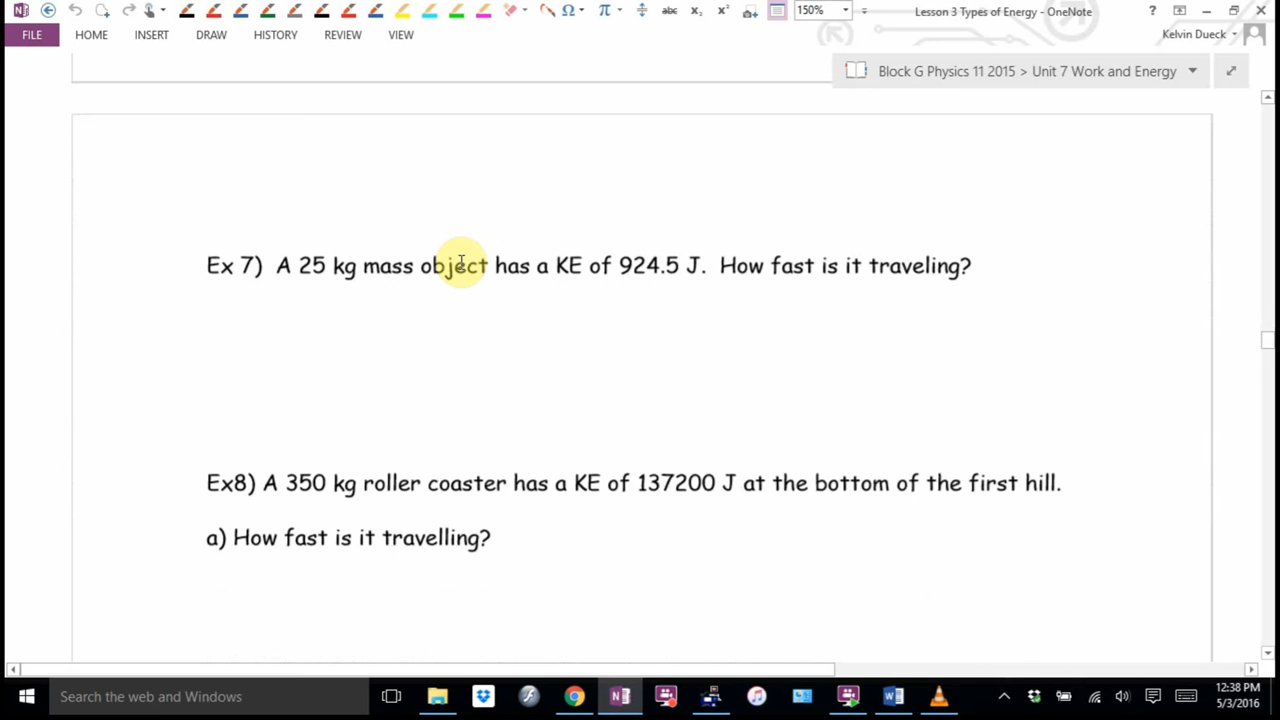 150%
Lesson 3 Types of Energy - OneNote
FILE HOME INSERT DRAW HISTORY REVIEW VIEW
Kelvin Dueck
Block G Physics 11 2015 > Unit 7 Work and Energy
Ex 7) A 25 kg mass object has a KE of 924.5 J. How fast is it traveling?
Ex8) A 350 kg roller coaster has a KE of 137200 J at the bottom of the first hill.
a) How fast is it travelling?
Search the web and Windows
12:38 PM
5/3/2016